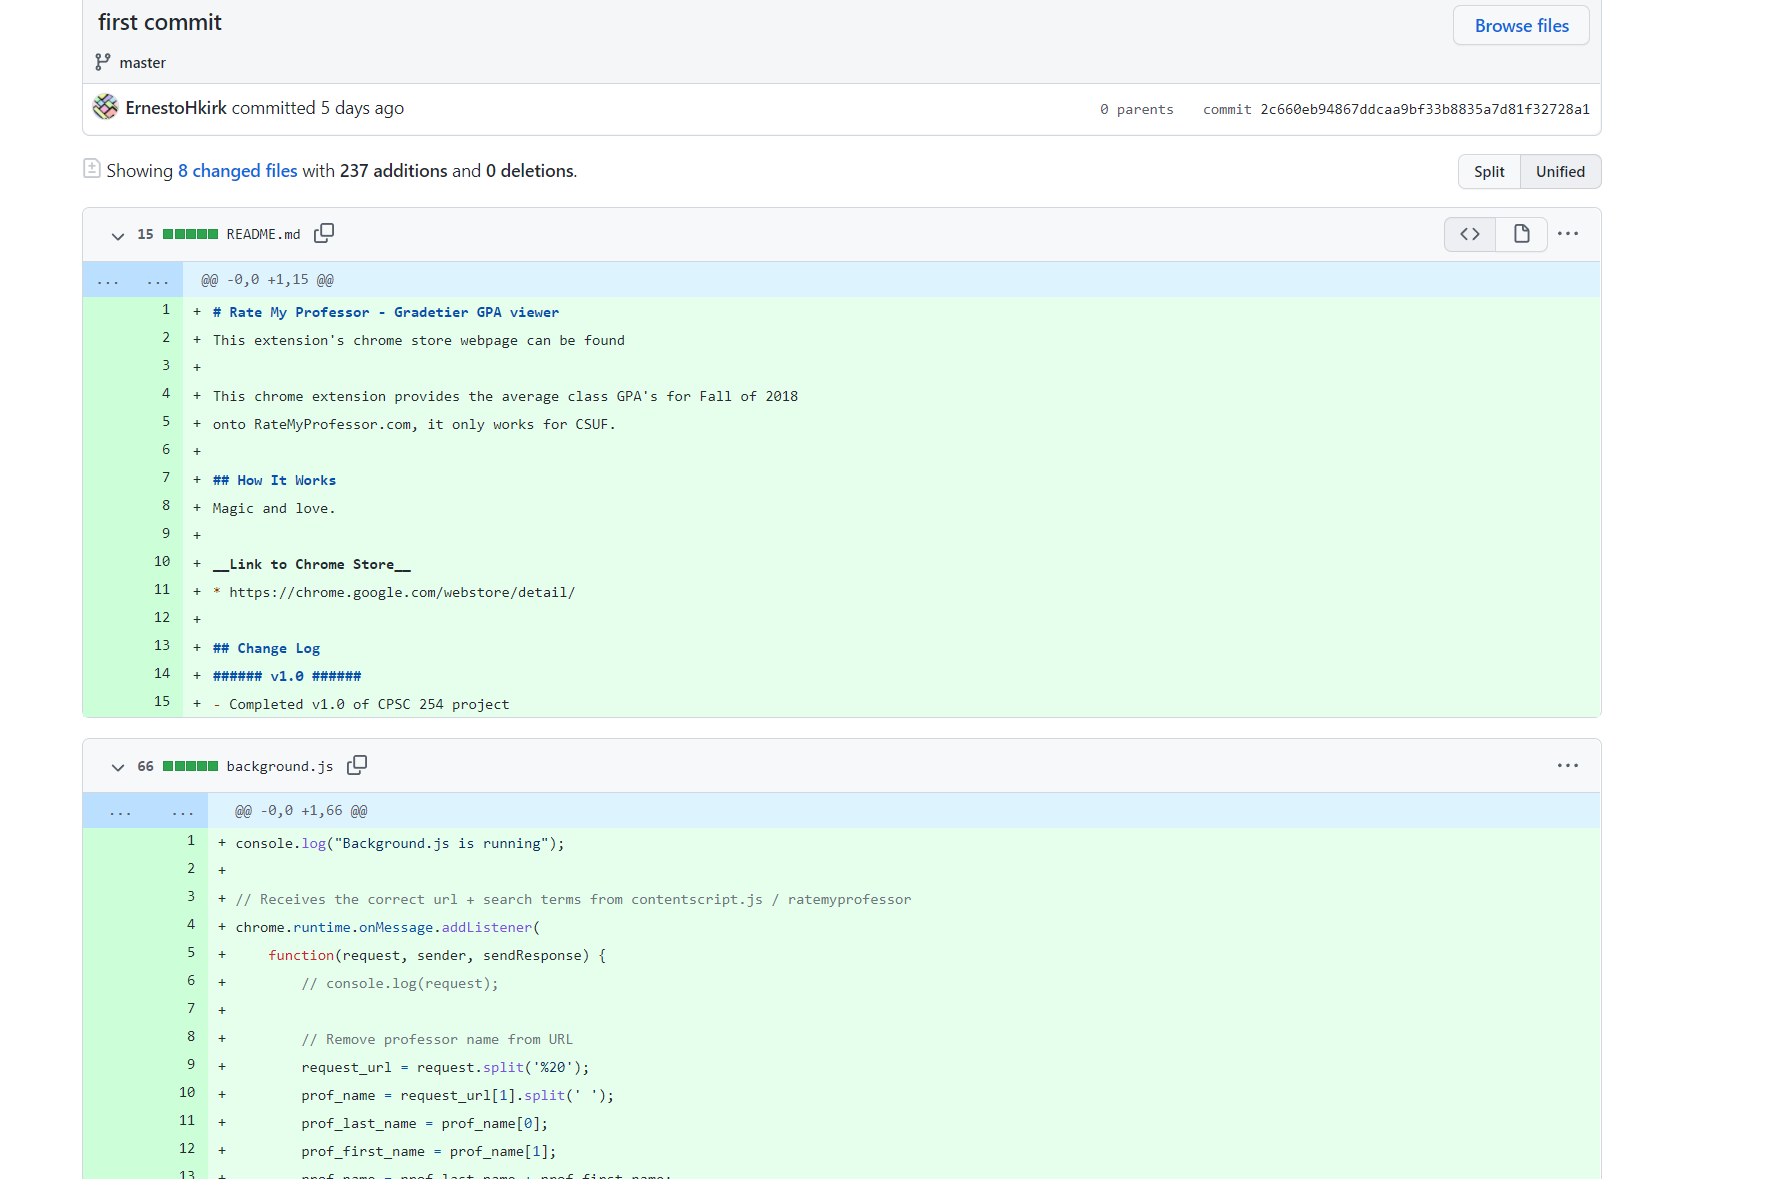 first commit
Browse files
master
ErnestoHkirk committed 5 days ago
0 parents commit 2c660eb94867ddcaa9bf33b8835a7d81f32728a1
Showing 8 changed files with 237 additions and 0 deletions.
Split Unified
15 README.md
... ... @@ -0,0 +1,15 @@
1 + # Rate My Professor - Gradetier GPA viewer
2 + This extension's chrome store webpage can be found
3 +
4 + This chrome extension provides the average class GPA's for Fall of 2018
5 + onto RateMyProfessor.com, it only works for CSUF.
6 +
7 + ## How It Works
8 + Magic and love.
9 +
10 + __Link to Chrome Store__
11 + * https://chrome.google.com/webstore/detail/
12 +
13 + ## Change Log
14 + ###### v1.0 ######
15 + - Completed v1.0 of CPSC 254 project
66 background.js
... ... @@ -0,0 +1,66 @@
1 + console.log("Background.js is running");
2 +
3 + // Receives the correct url + search terms from contentscript.js / ratemyprofessor
4 + chrome.runtime.onMessage.addListener(
5 + function(request, sender, sendResponse) {
6 + // console.log(request);
7 +
8 + // Remove professor name from URL
9 + request_url = request.split('%20');
10 + prof_name = request_url[1].split(' ');
11 + prof_last_name = prof_name[0];
12 + prof_first_name = prof_name[1];
13 + prof_name = prof_last_name + prof_first_name;